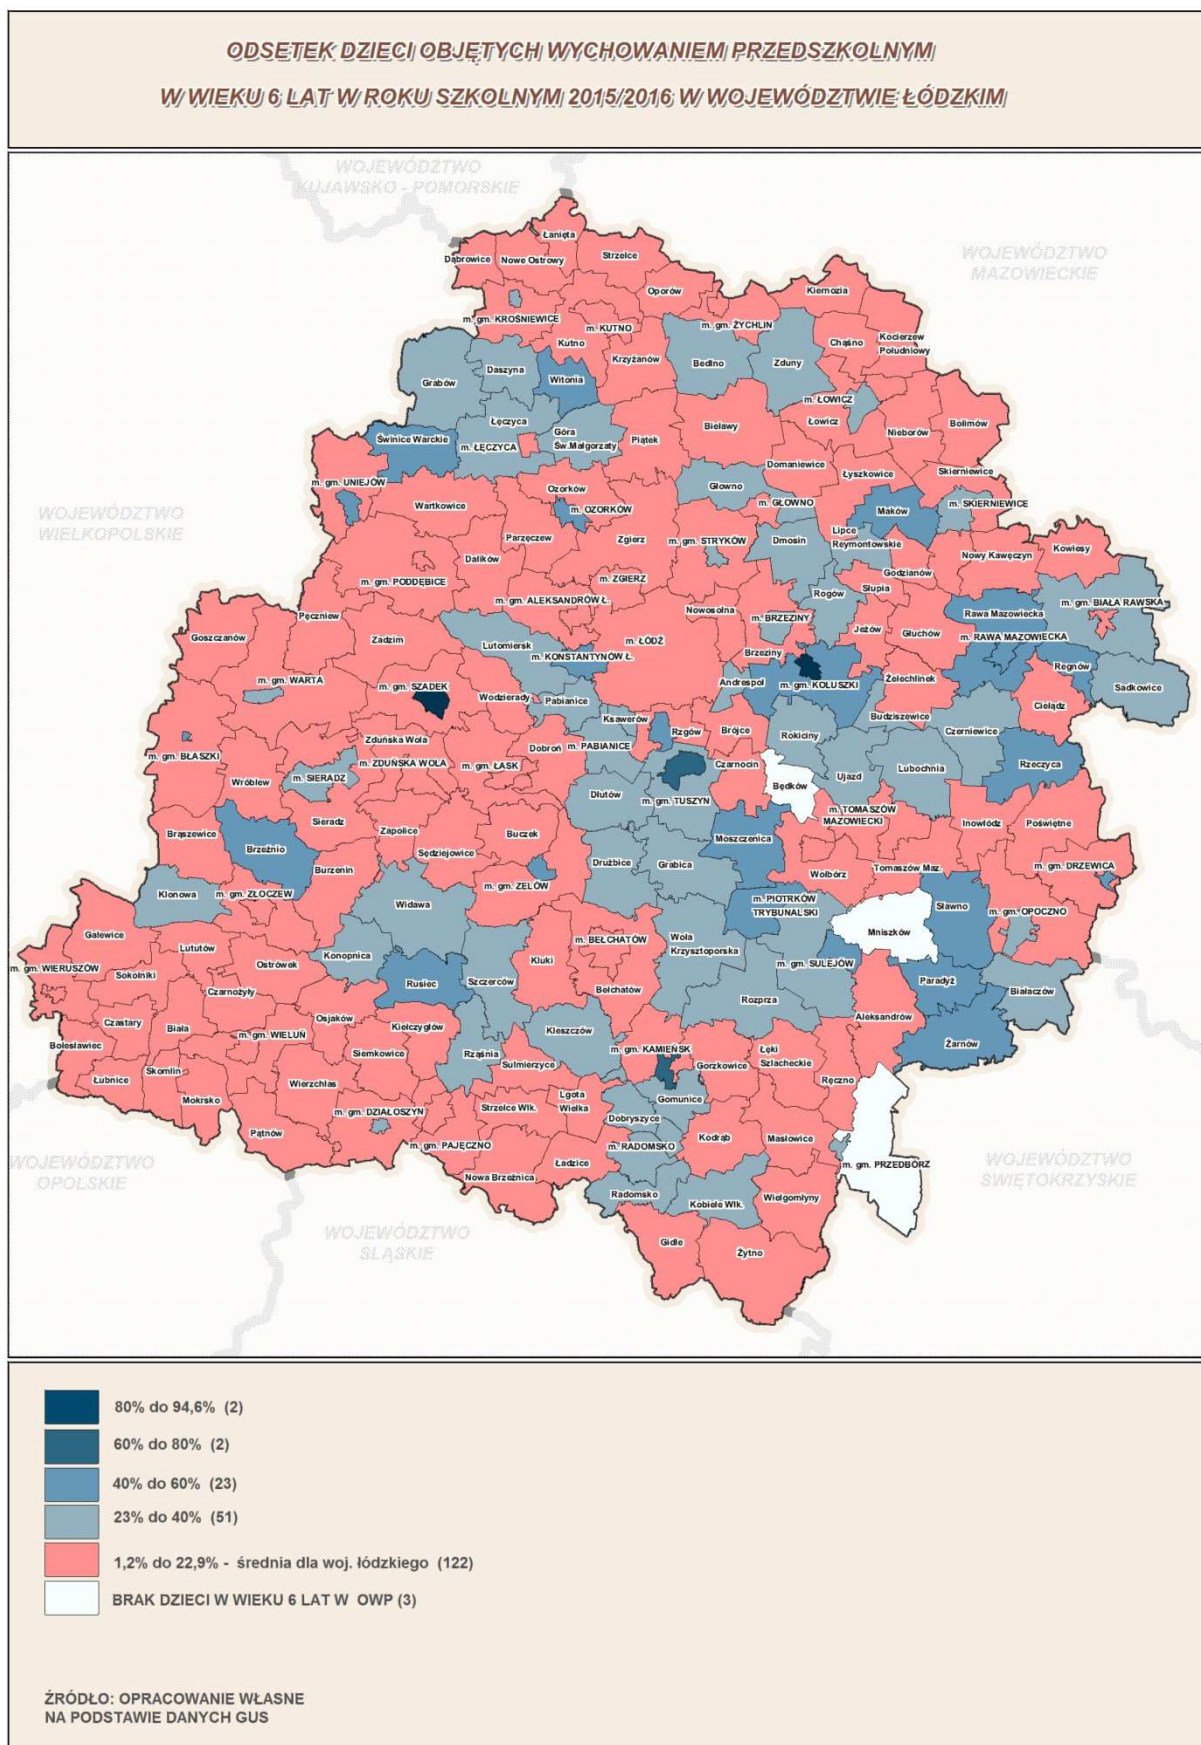 ODSETEK DZIECI OBJĘTYCH WYCHOWANIEM PRZEDSZKOLNYM
W WIEKU 6 LAT W ROKU SZKOLNYM 2015/2016 W WOJEWÓDZTWIE ŁÓDZKIM
WOJEWÓDZTWO
KUJAWSKO - POMORSKIE
WOJEWÓDZTWO
MAZOWIECKIE
Łanięta
Dąbrowice
Nowe Ostrowy
Strzelce
Oporów
Kiernozia
m. gm. KROŚNIEWICE
m. KUTNO
m. gm. ŻYCHLIN
Kutno
Krzyżanów
Bedlno
Zduny
Chąśno
Kocierzew
Południowy
Grabów
Daszyna
Witonia
m. ŁOWICZ
Łowicz
Łęczyca
Góra
Św.Małgorzaty
Piątek
Bielawy
Nieborów
Bolimów
Świnice Warckie
m. ŁĘCZYCA
m. gm. UNIEJÓW
Domaniewice
Łyszkowice
Skierniewice
Ozorków
Głowno
m. GŁOWNO
m. SKIERNIEWICE
Wartkowice
m. OZORKÓW
Maków
WOJEWÓDZTWO
WIELKOPOLSKIE
Parzęczew
Zgierz
m. gm. STRYKÓW
Dmosin
Lipce
Reymontowskie
Dalików
Nowy Kawęczyn
Kowiesy
m. gm. PODDĘBICE
m. ZGIERZ
Godzianów
m. gm. ALEKSANDRÓW Ł.
Rogów
Słupia
m. gm. BIAŁA RAWSKA
Pęczniew
Nowosolna
m. BRZEZINY
Rawa Mazowiecka
Goszczanów
Zadzim
Lutomiersk
m. ŁÓDŹ
Jeżów
Głuchów
m. RAWA MAZOWIECKA
m. KONSTANTYNÓW Ł.
Brzeziny
m. gm. WARTA
m. gm. SZADEK
Wodzierady
Pabianice
Andrespol
m. gm. KOLUSZKI
Żelechlinek
Regnów
Sadkowice
Cielądz
Ksawerów
Rzgów
Brójce
Budziszewice
Czerniewice
Rokiciny
m. gm. BŁASZKI
Zduńska Wola
Dobroń
m. PABIANICE
m. ZDUŃSKA WOLA
m. gm. ŁASK
Czarnocin
Rzeczyca
Wróblew
m. SIERADZ
Będków
Ujazd
Lubochnia
Dłutów
m. gm. TUSZYN
Sieradz
Zapolice
Buczek
m. TOMASZÓW
MAZOWIECKI
Inowłódz
Poświętne
Brąszewice
Brzeźnio
Moszczenica
Sędziejowice
Drużbice
Grabica
Burzenin
Wolbórz
Tomaszów Maz.
m. gm. DRZEWICA
Klonowa
m. gm. ZŁOCZEW
m. gm. ZELÓW
Widawa
m. PIOTRKÓW
TRYBUNALSKI
Sławno
m. gm. OPOCZNO
Galewice
Lututów
m. BEŁCHATÓW
Wola
Krzysztoporska
Mniszków
m. gm. WIERUSZÓW
Ostrówek
Konopnica
Kluki
Sokolniki
m. gm. SULEJÓW
Czarnożyły
Rusiec
Szczerców
Bełchatów
Paradyż
Białaczów
Rozprza
Czastary
Osjaków
Aleksandrów
Biała
m. gm. WIELUŃ
Kiełczygłów
Kleszczów
Bolesławiec
Siemkowice
Rząśnia
m. gm. KAMIEŃSK
Łęki
Szlacheckie
Żarnów
Skomlin
Sulmierzyce
Gorzkowice
Łubnice
Wierzchlas
Ręczno
Mokrsko
Strzelce Wlk.
Lgota
Wielka
Gomunice
m. gm. DZIAŁOSZYN
Dobryszyce
Pątnów
m. gm. PAJĘCZNO
m. RADOMSKO
Kodrąb
Masłowice
WOJEWÓDZTWO
OPOLSKIE
Ładzice
m. gm. PRZEDBÓRZ
WOJEWÓDZTWO
ŚWIĘTOKRZYSKIE
Nowa Brzeźnica
Radomsko
Kobiele Wlk.
Wielgomłyny
WOJEWÓDZTWO
ŚLĄSKIE
Gidle
Żytno
80% do 94,6% (2)
60% do 80% (2)
40% do 60% (23)
23% do 40% (51)
1,2% do 22,9% - średnia dla woj. łódzkiego (122)
BRAK DZIECI W WIEKU 6 LAT W OWP (3)
ŹRÓDŁO: OPRACOWANIE WŁASNE
NA PODSTAWIE DANYCH GUS